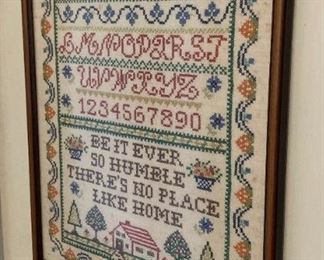 LMNOPQRST
UVWXYZ
1234567890
BE IT EVER
SO HUMBLE
THERE'S NO PLACE
LIKE HOME